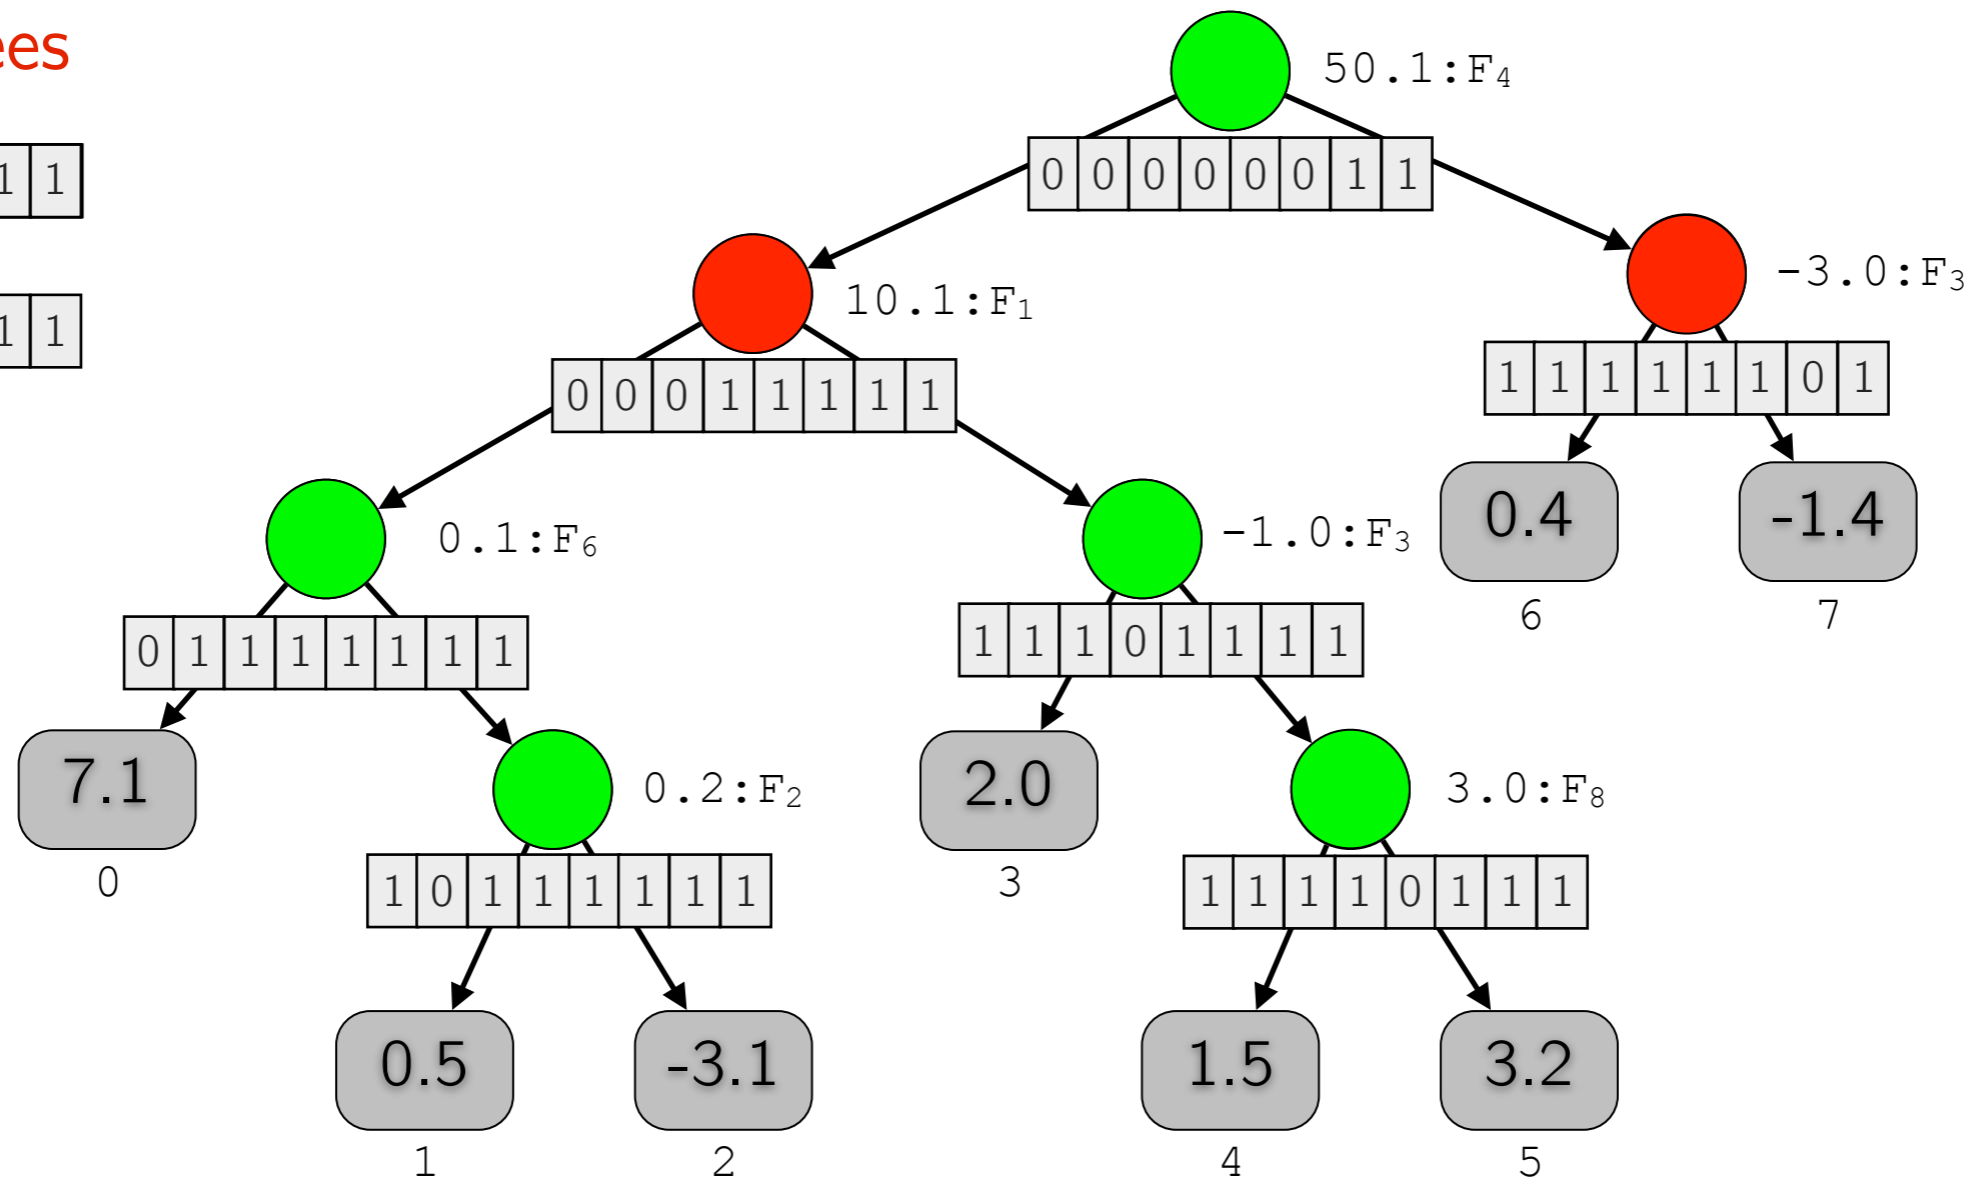 ees
50.1:F4
1 1
0 0 0 0 0 0 1 1
-3.0:F3
10.1:F1
1 1
1 1 1 1 1 1 0 1
0 0 0 1 1 1 1 1
0.4 -1.4
0.1:F6
-1.0:F3
6 7
0 1 1 1 1 1 1 1
1 1 1 0 1 1 1 1
7.1
0.2:F2
2.0
3.0:F8
0
3
1 0 1 1 1 1 1 1
1 1 1 1 0 1 1 1
0.5 -3.1 1.5 3.2
1 2 4 5